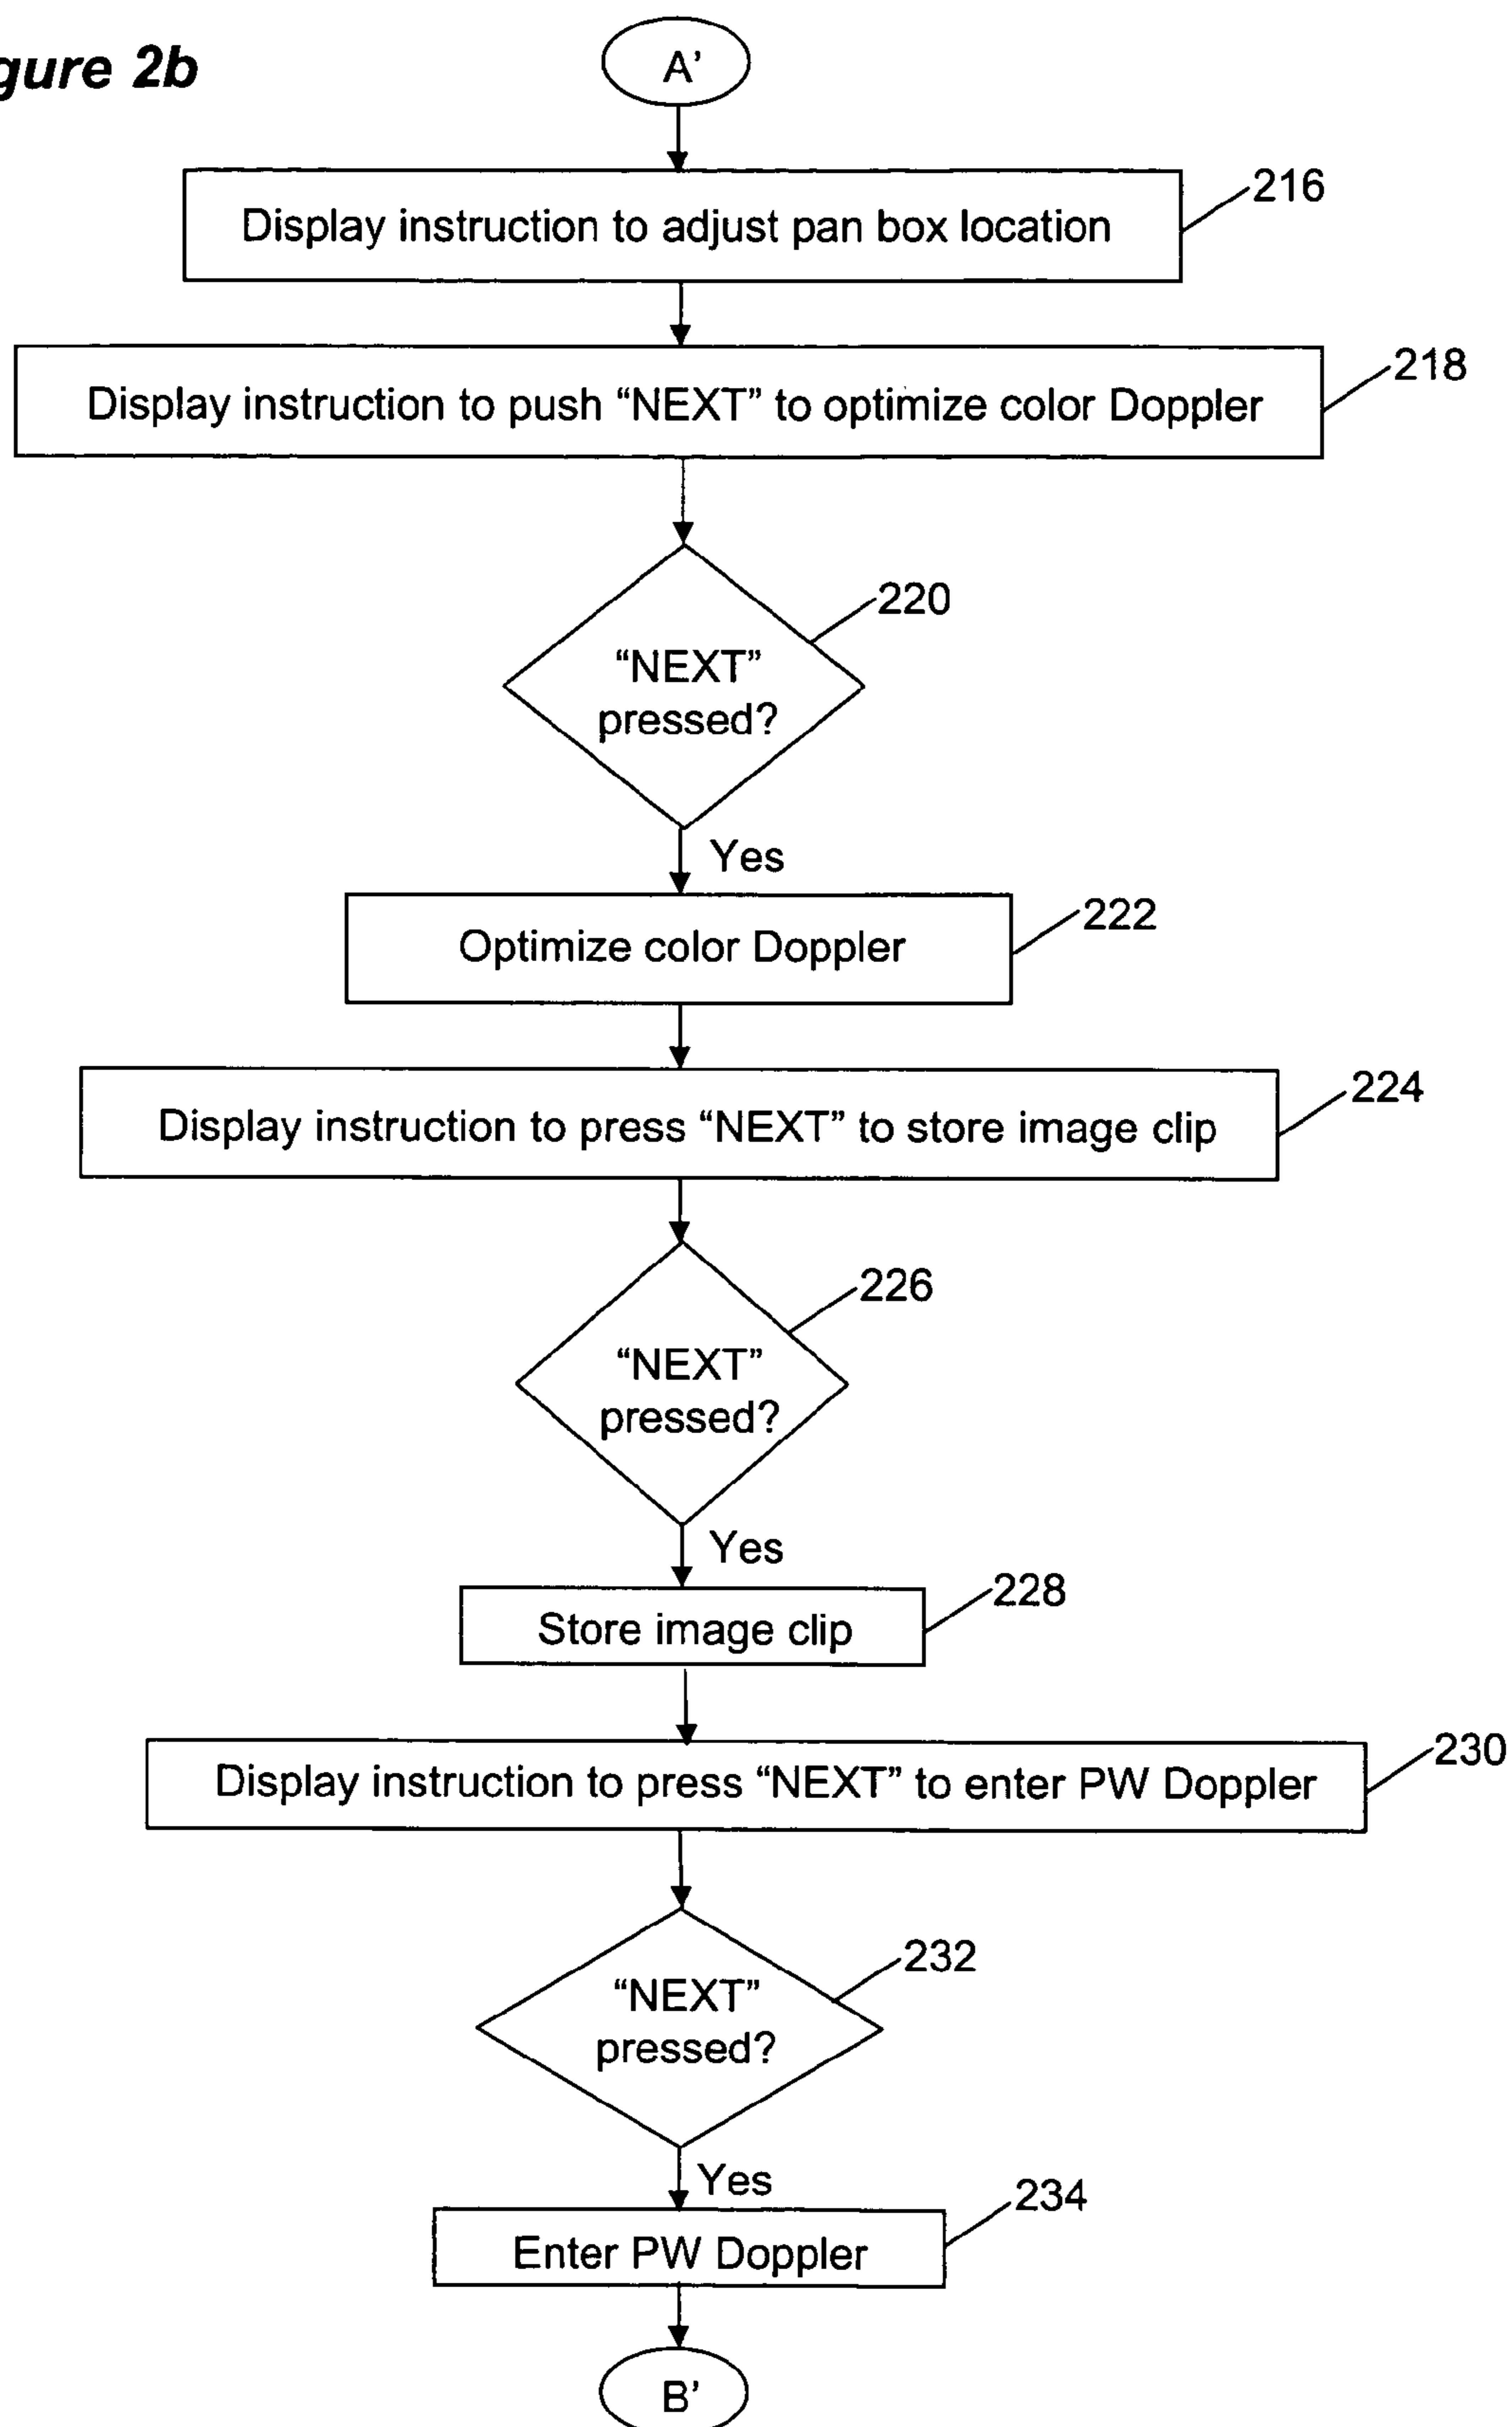 gure 2b
A'
216
Display instruction to adjust pan box location
218
Display instruction to push “NEXT” to optimize color Doppler
220
“NEXT”
pressed?
Yes
222
Optimize color Doppler
224
Display instruction to press “NEXT” to store image clip
226
“NEXT”
pressed?
Yes
228
Store image clip
230
Display instruction to press “NEXT” to enter PW Doppler
232
“NEXT”
pressed?
Yes
234
Enter PW Doppler
B'